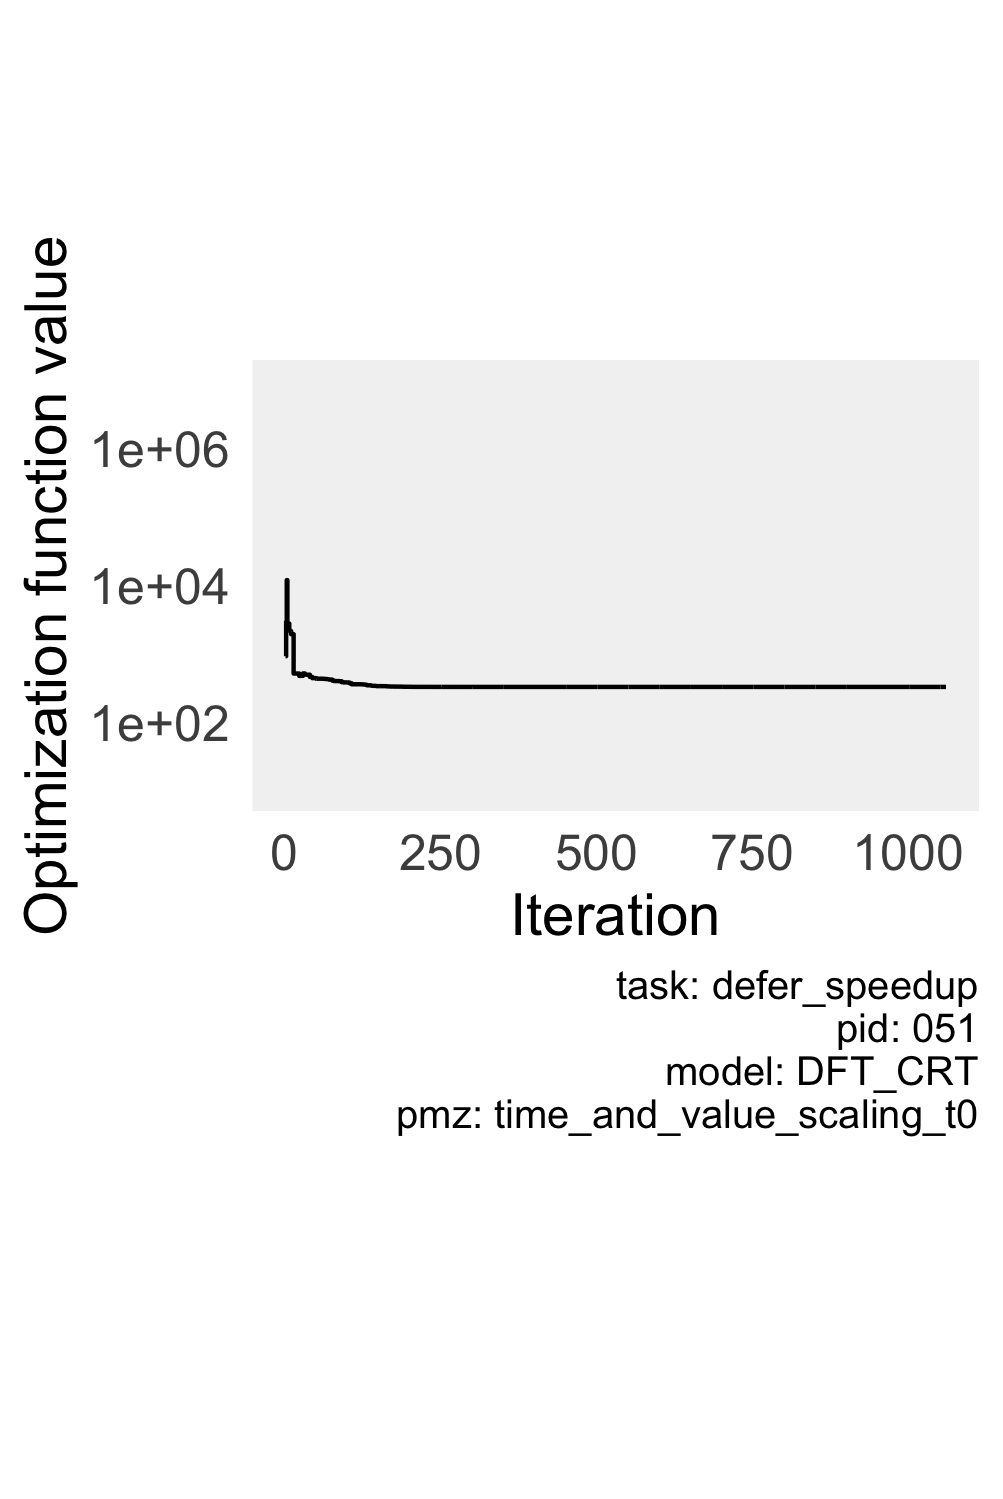 Optimization function value
1e+06
1e+04
1e+02
0 250 500 750 1000
Iteration
task: defer_speedup
pid: 051
model: DFT_CRT
pmz: time_and_value_scaling_t0